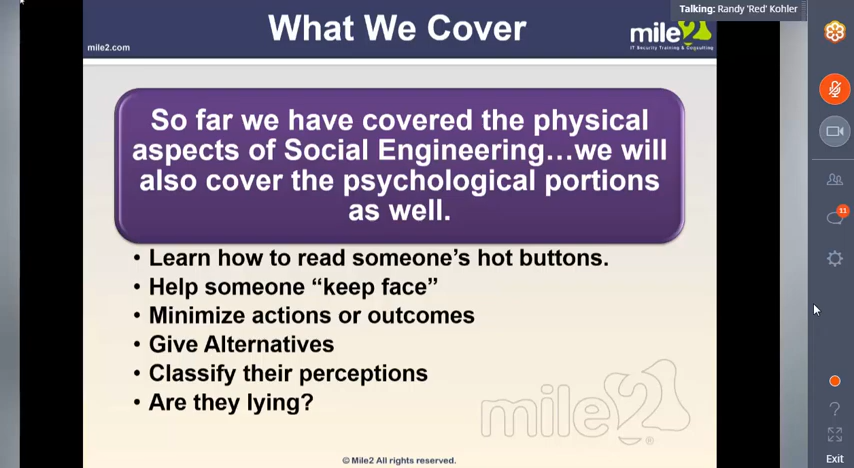 Talking: Randy 'Red' Kohler
What We Cover
mile2.com
mile2
IT Security Training & Consulting
So far we have covered the physical
aspects of Social Engineering…we will
also cover the psychological portions
as well.
• Learn how to read someone's hot buttons.
• Help someone “keep face”
• Minimize actions or outcomes
• Give Alternatives
• Classify their perceptions
• Are they lying?
mile2®
© Mile2 All rights reserved.
11
?
Exit